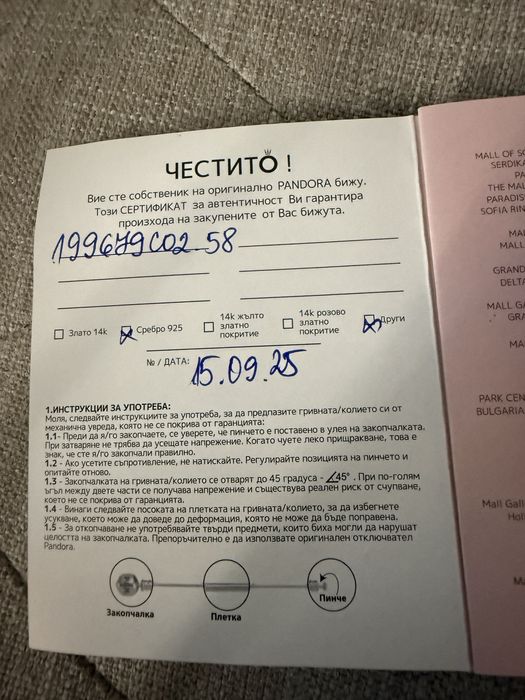 ЧЕСТИТО !
Вие сте собственик на оригинално PANDORA бижу.
Този СЕРТИФИКАТ за автентичност Ви гарантира
произхода на закупените от Вас бижута.
199679C02 58
Злато 14k
Сребро 925
14k жълто
златно
покритие
14k розово
златно
покритие
Други
№ / ДАТА:
15.09.25
1.ИНСТРУКЦИИ ЗА УПОТРЕБА:
Моля, следвайте инструкциите за употреба, за да предпазите гривната/колието си от
механична увреда, която не се покрива от гаранцията:
1.1- Преди да я/го закопчаете, се уверете, че пинчето е поставено в улея на закопчалката.
При затваряне не трябва да усещате напрежение. Когато чуете леко прищракване, това е
знак, че сте я/го закопчали правилно.
1.2 - Ако усетите съпротивление, не натискайте. Регулирайте позицията на пинчето и
опитайте отново.
1.3 - Закопчалката на гривната/колието се отварят до 45 градуса - ∠45° . При по-голям
ъгъл между двете части се получава напрежение и съществува реален риск от счупване,
което не се покрива от гаранцията.
1.4 - Винаги следвайте посоката на плетката на гривната/колието, за да избегнете
усукване, което може да доведе до деформация, която не може да бъде поправена.
1.5 - За откопчаване не употребявайте твърди предмети, които биха могли да нарушат
целостта на закопчалката. Препоръчително е да използвате оригинален отключвател
Pandora.
Закопчалка
Плетка
Пинче
MALL OF
SERDIK
THE MAL
PARADIS
SOFIA RIN
MALL
GRAND
DELTA
MALL GA
GR
PARK CEN
BULGARIA
Mall Gall